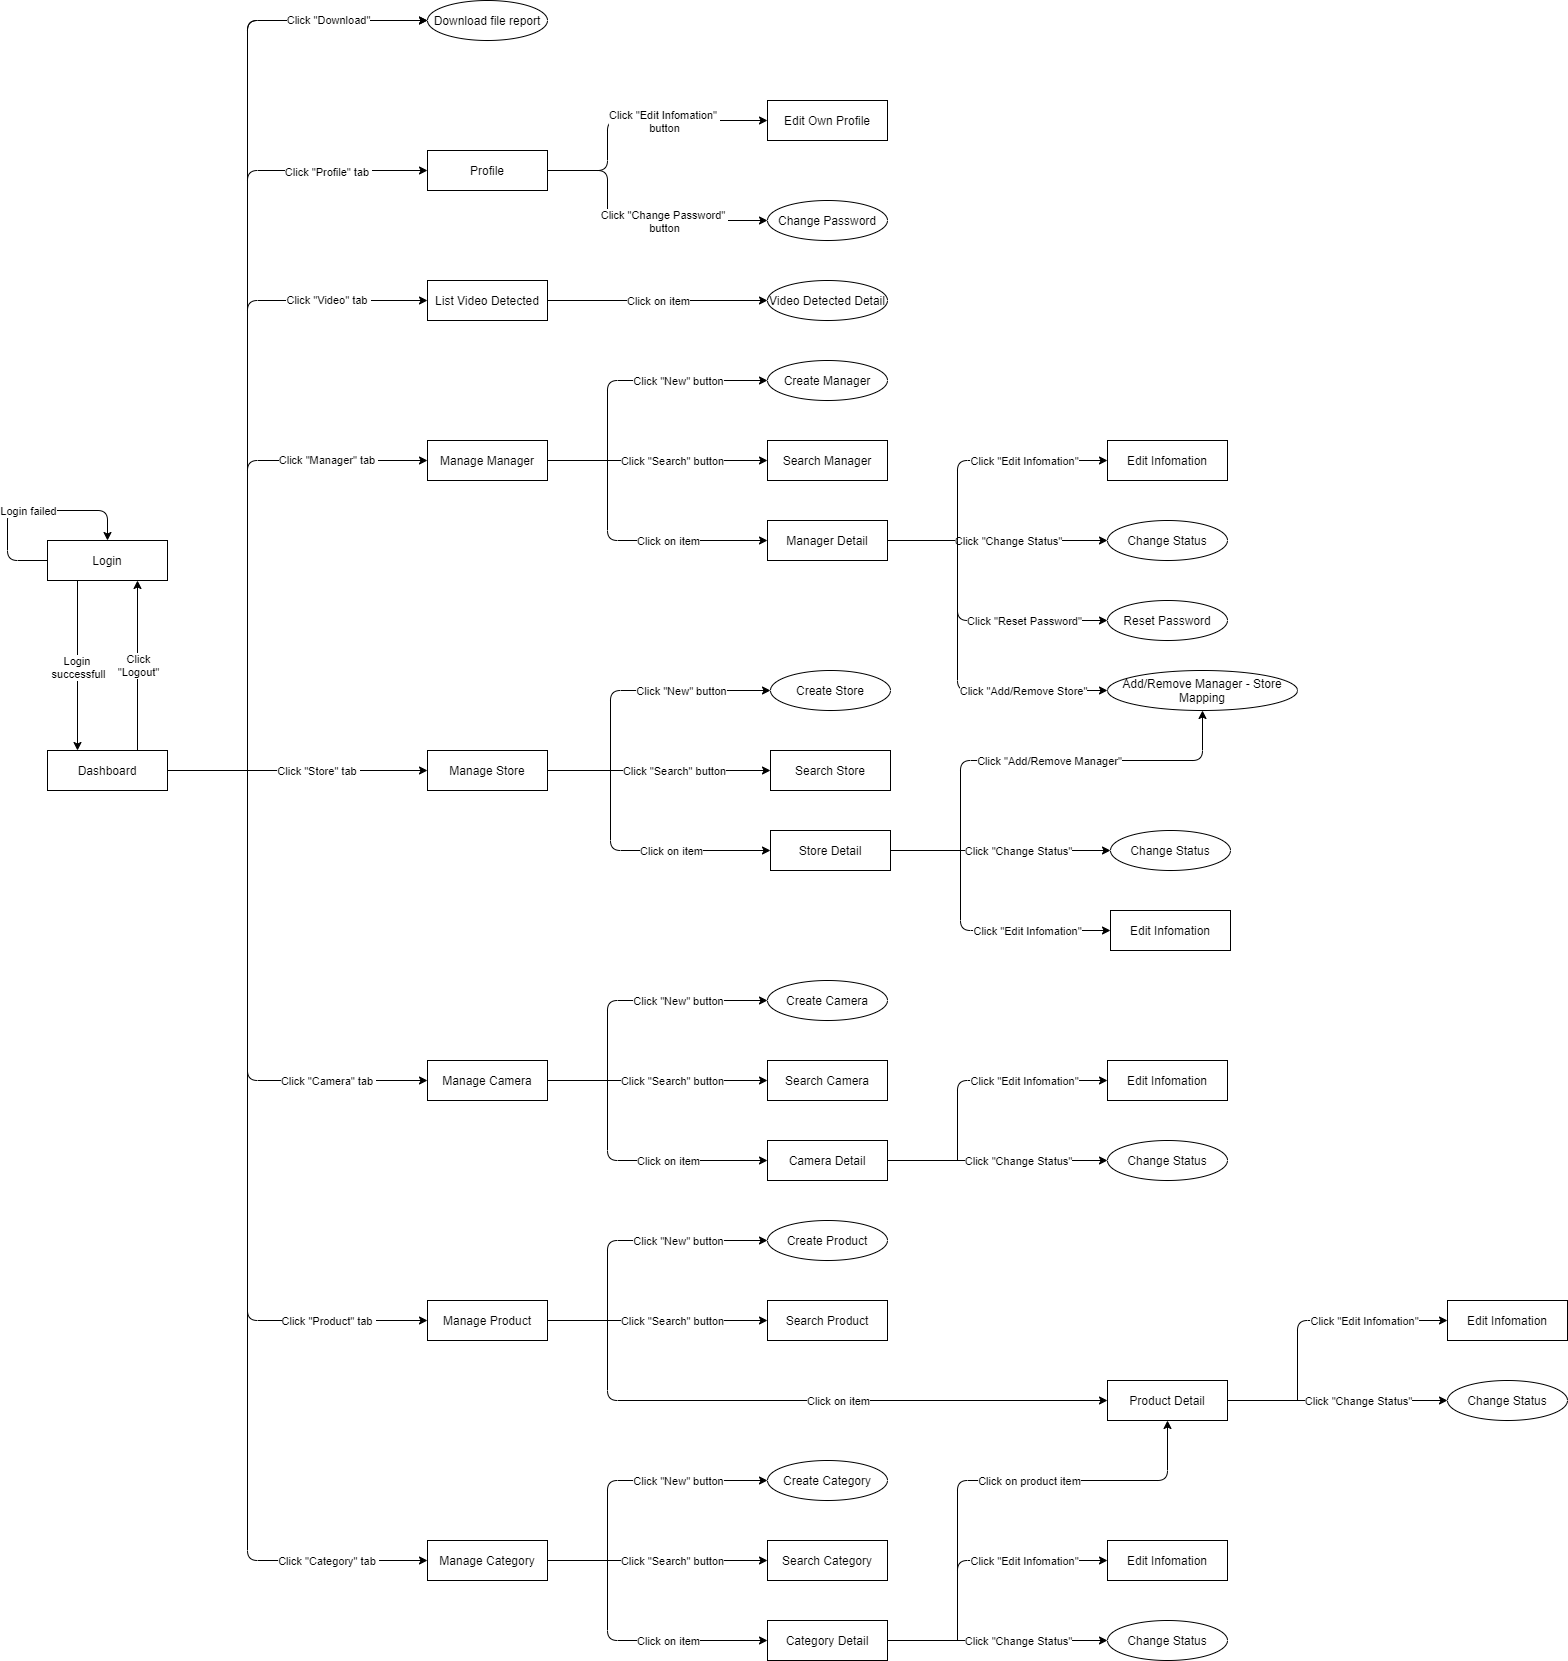 Click "Download"
Download file report
Click "Edit Infomation"
button
Edit Own Profile
Click "Profile" tab
Profile
Click "Change Password"
button
Change Password
Click "Video" tab
List Video Detected
Click on item
Video Detected Detail
Click "New" button
Create Manager
Click "Manager" tab
Manage Manager
Click "Search" button
Search Manager
Click "Edit Infomation"
Edit Infomation
Login failed
Login
Click on item
Manager Detail
Click "Change Status"
Change Status
Click "Reset Password"
Reset Password
Login
successfull
Click
"Logout"
Click "New" button
Create Store
Click "Add/Remove Store"
Add/Remove Manager - Store
Mapping
Dashboard
Click "Store" tab
Manage Store
Click "Search" button
Search Store
Click "Add/Remove Manager"
Click on item
Store Detail
Click "Change Status"
Change Status
Click "Edit Infomation"
Edit Infomation
Click "New" button
Create Camera
Click "Camera" tab
Manage Camera
Click "Search" button
Search Camera
Click "Edit Infomation"
Edit Infomation
Click on item
Camera Detail
Click "Change Status"
Change Status
Click "New" button
Create Product
Click "Product" tab
Manage Product
Click "Search" button
Search Product
Click "Edit Infomation"
Edit Infomation
Click on item
Product Detail
Click "Change Status"
Change Status
Click "New" button
Create Category
Click on product item
Click "Category" tab
Manage Category
Click "Search" button
Search Category
Click "Edit Infomation"
Edit Infomation
Click on item
Category Detail
Click "Change Status"
Change Status